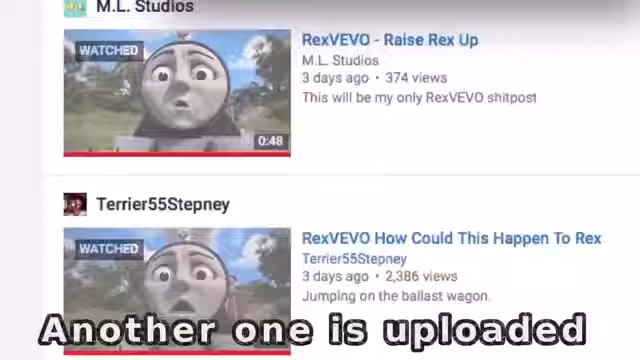 M.L. Studios
WATCHED
RexVEVO - Raise Rex Up
M.L. Studios
3 days ago • 374 views
This will be my only RexVEVO shitpost
0:48
Terrier55Stepney
WATCHED
RexVEVO How Could This Happen To Rex
Terrier55Stepney
3 days ago • 2,386 views
Jumping on the ballast wagon.
Another one is uploaded